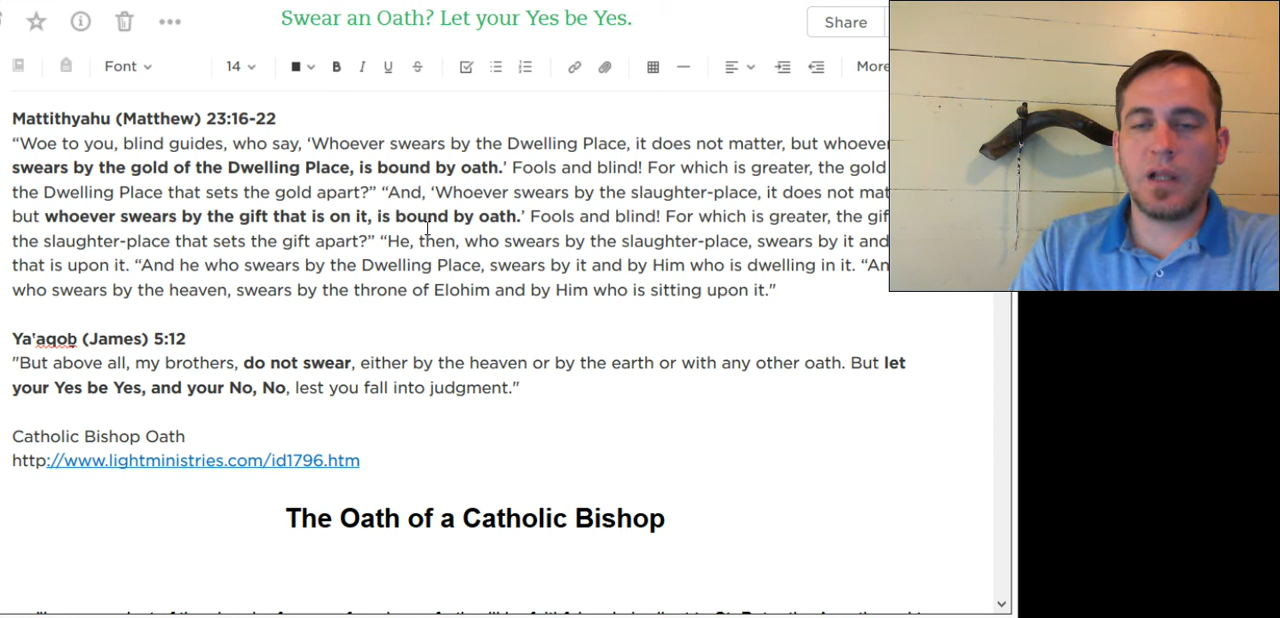 Swear an Oath? Let your Yes be Yes.
Share
Font 14 B I U S More
Mattithyahu (Matthew) 23:16-22
“Woe to you, blind guides, who say, ‘Whoever swears by the Dwelling Place, it does not matter, but whoever
swears by the gold of the Dwelling Place, is bound by oath.’ Fools and blind! For which is greater, the gold
the Dwelling Place that sets the gold apart?” “And, ‘Whoever swears by the slaughter-place, it does not mat
but whoever swears by the gift that is on it, is bound by oath.’ Fools and blind! For which is greater, the gif
the slaughter-place that sets the gift apart?” “He, then, who swears by the slaughter-place, swears by it and
that is upon it. “And he who swears by the Dwelling Place, swears by it and by Him who is dwelling in it. “An
who swears by the heaven, swears by the throne of Elohim and by Him who is sitting upon it.”
Ya'aqoḇ (James) 5:12
"But above all, my brothers, do not swear, either by the heaven or by the earth or with any other oath. But let
your Yes be Yes, and your No, No, lest you fall into judgment."
Catholic Bishop Oath
http://www.lightministries.com/id1796.htm
The Oath of a Catholic Bishop